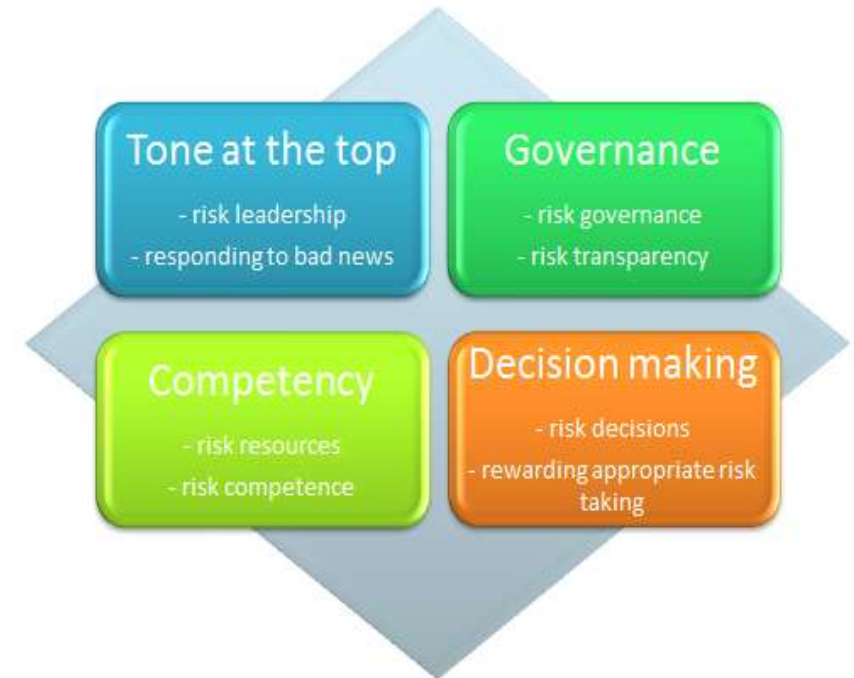 Tone at the top
- risk leadership
- responding to bad news
Governance
- risk governance
- risk transparency
Competency
- risk resources
- risk competence
Decision making
- risk decisions
- rewarding appropriate risk
taking